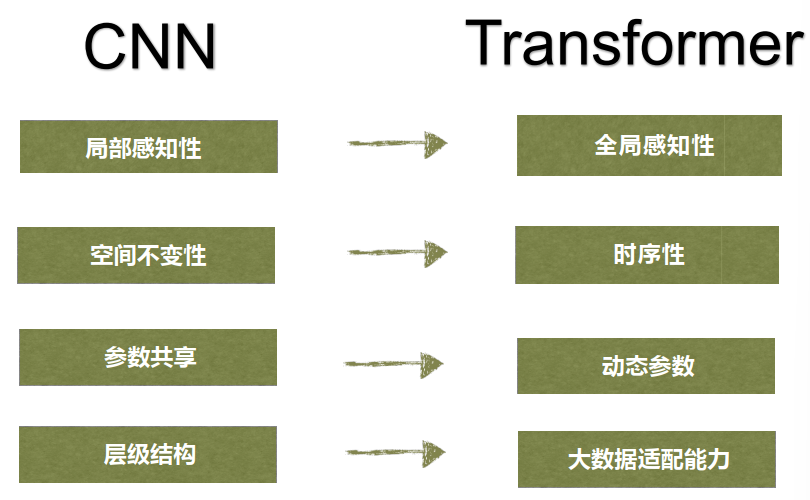 CNN
Transformer
局部感知性
全局感知性
空间不变性
时序性
参数共享
动态参数
层级结构
大数据适配能力